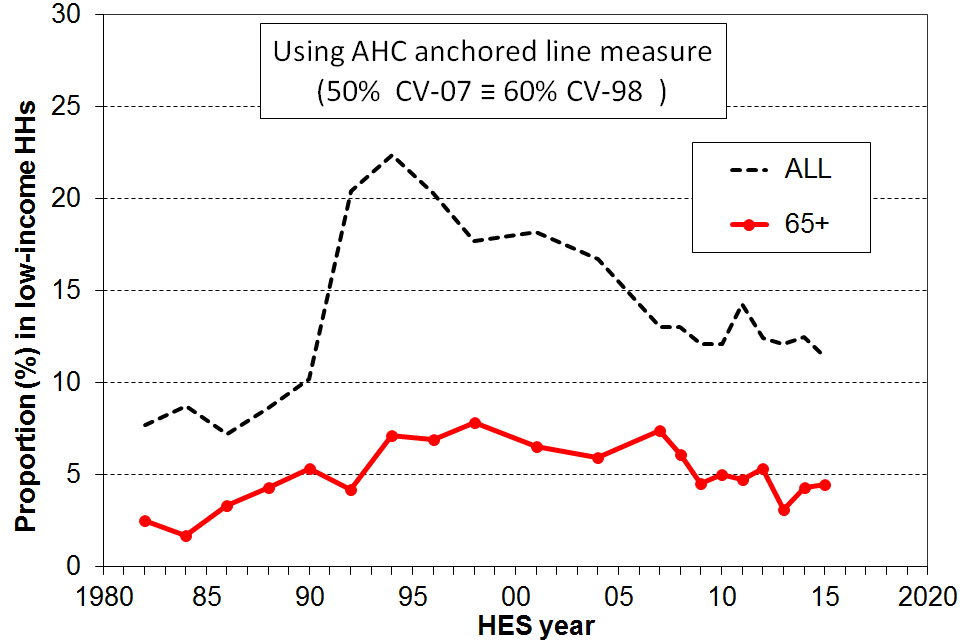 30
25
20
15
10
5
0
Proportion (%) in low-income HHs
Using AHC anchored line measure
(50%  CV-07 ≡ 60% CV-98  )
ALL
65+
1980 85 90 95 00 05 10 15 2020
HES year